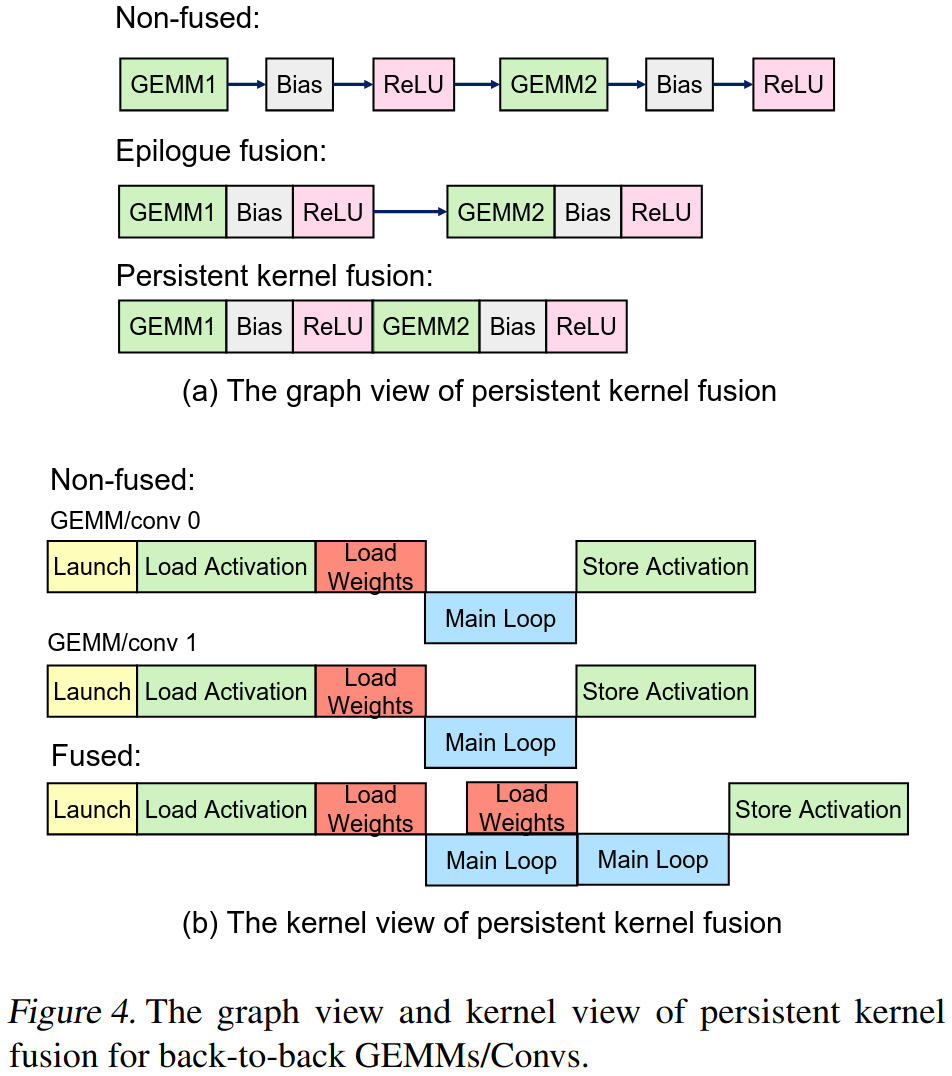 Non-fused:
GEMM1 Bias ReLU GEMM2 Bias ReLU
Epilogue fusion:
GEMM1 Bias ReLU GEMM2 Bias ReLU
Persistent kernel fusion:
GEMM1 Bias ReLU GEMM2 Bias ReLU
(a) The graph view of persistent kernel fusion
Non-fused:
GEMM/conv 0
Launch Load Activation Load Weights Store Activation
Main Loop
GEMM/conv 1
Launch Load Activation Load Weights Store Activation
Main Loop
Fused:
Launch Load Activation Load Weights Load Weights Store Activation
Main Loop Main Loop
(b) The kernel view of persistent kernel fusion
Figure 4. The graph view and kernel view of persistent kernel
fusion for back-to-back GEMMs/Convs.